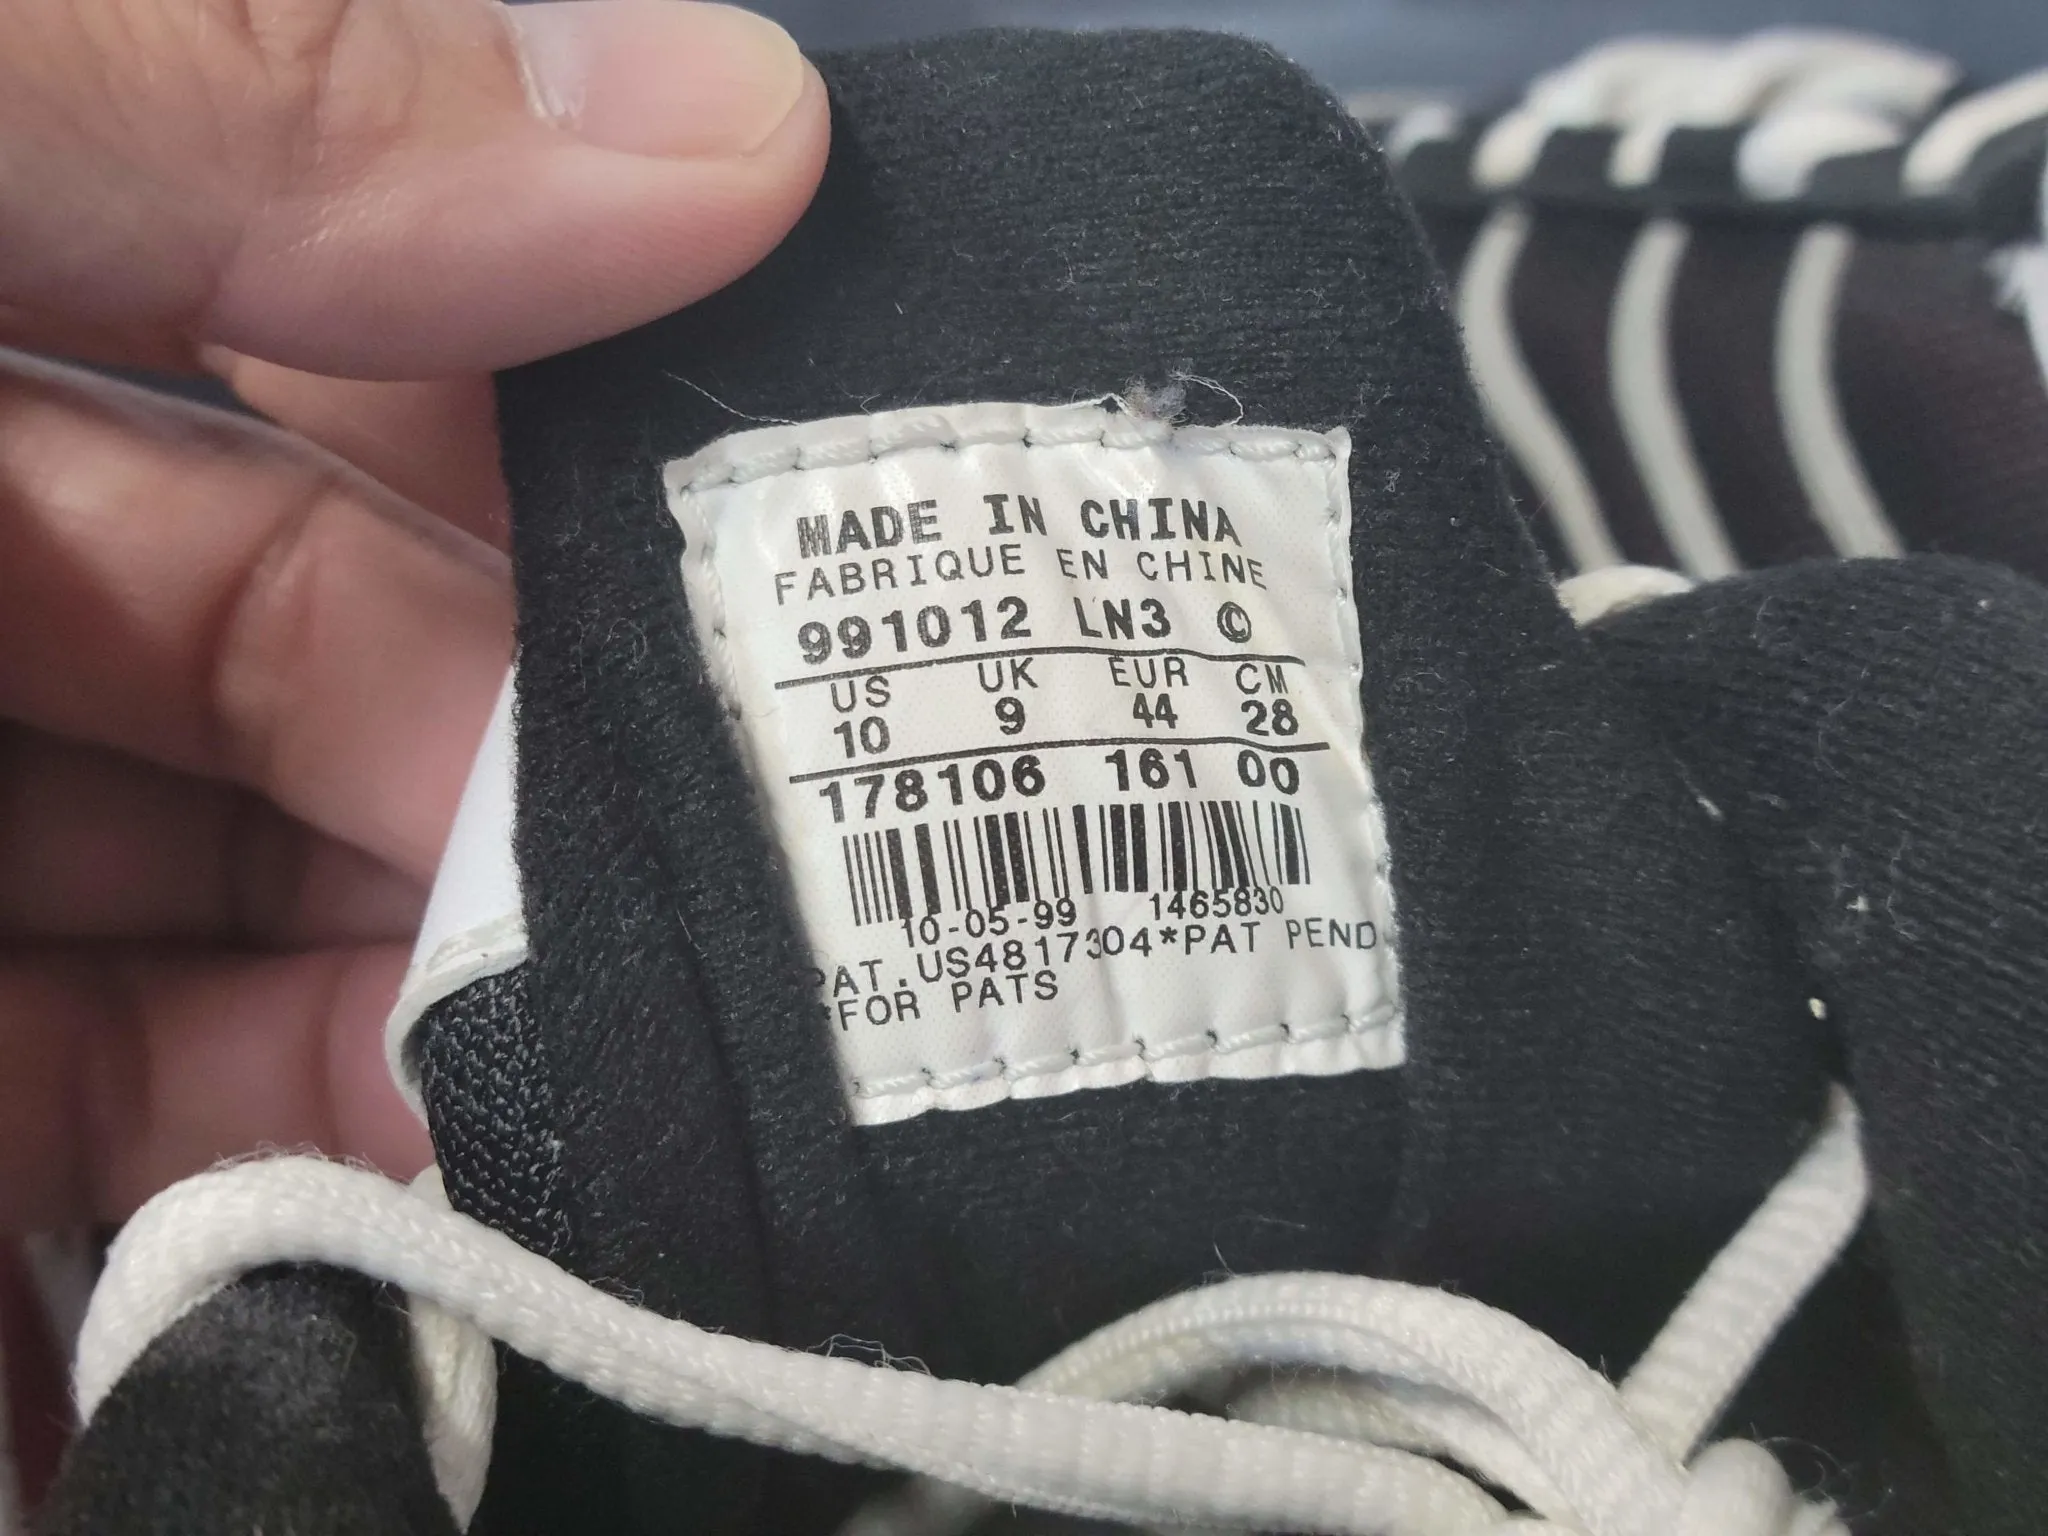 MADE IN CHINA
FABRIQUE EN CHINE
991012 LN3 ©
US UK EUR CM
10 9 44 28
178106 161 00
10-05-99 1465830
PAT.US4817304*PAT PEND
*FOR PATS